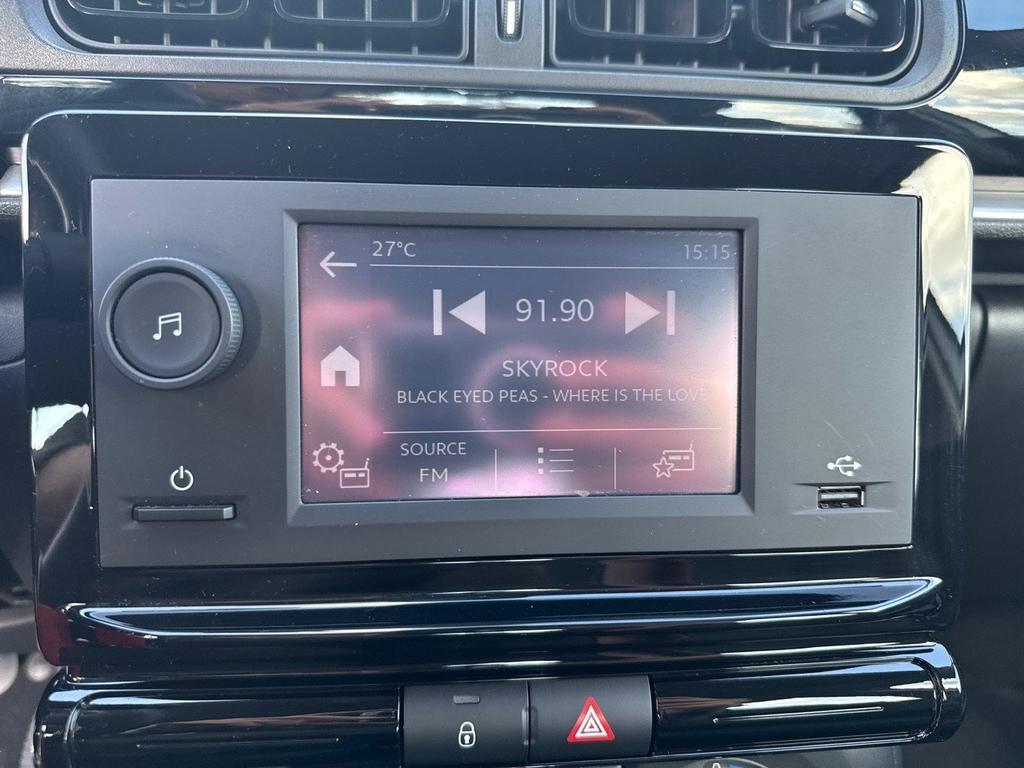 27°C 15:15
91.90
SKYROCK
BLACK EYED PEAS - WHERE IS THE LOVE
SOURCE
FM